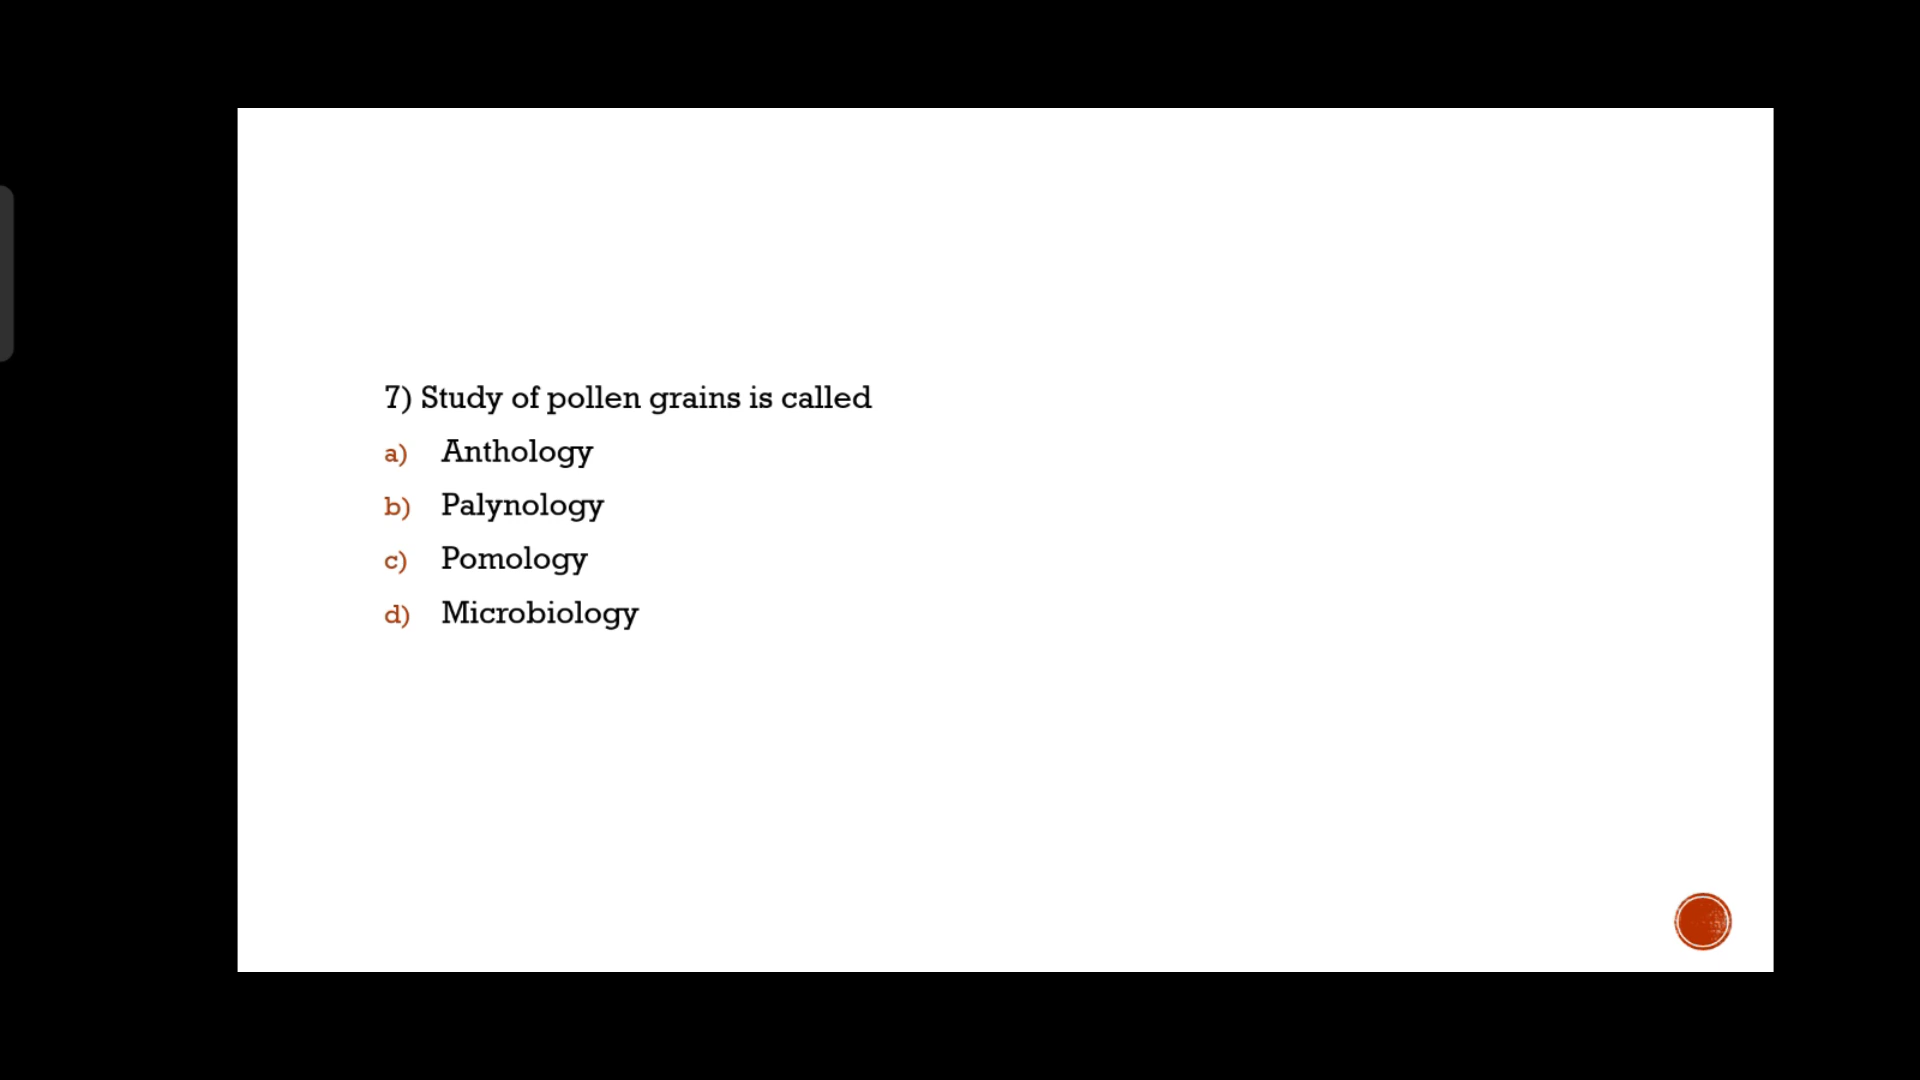 7) Study of pollen grains is called
a) Anthology
b) Palynology
c) Pomology
d) Microbiology